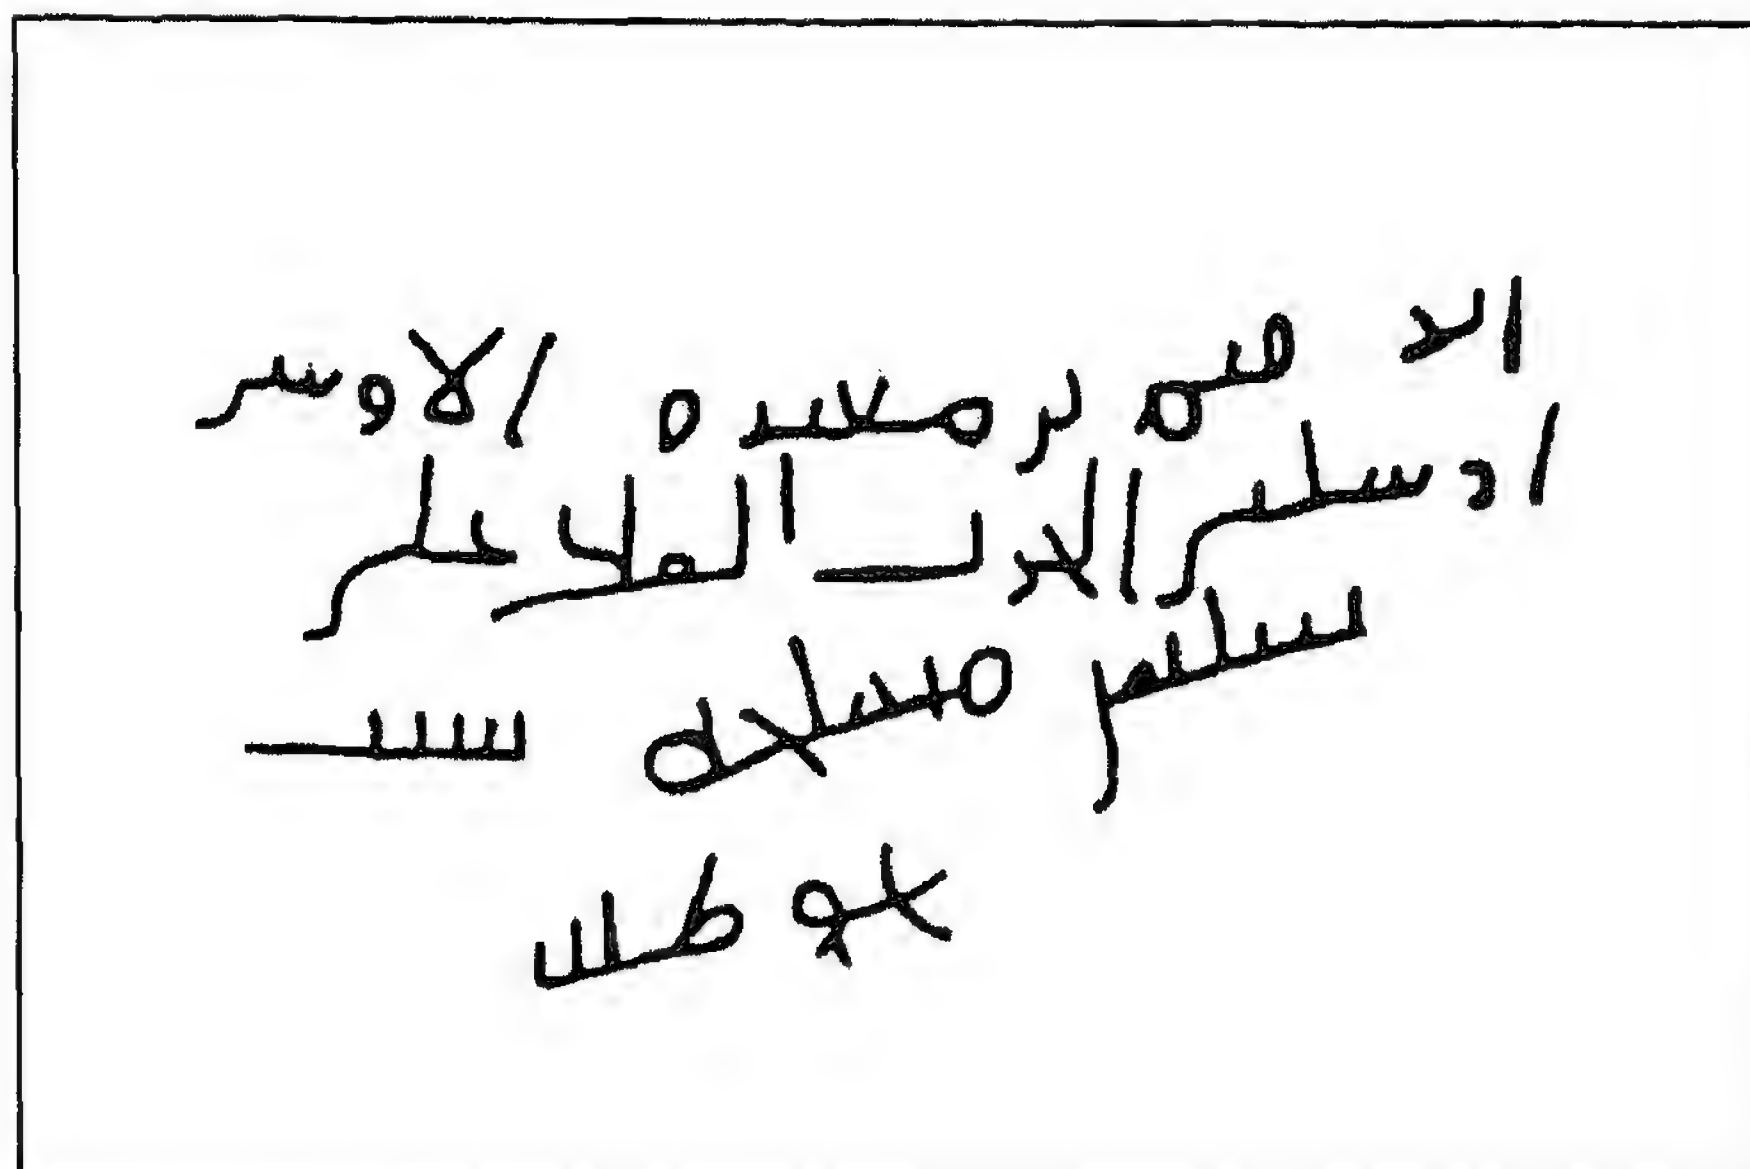 ابرهيم بر مغيره الاوسي
ارسلني الحرث الملك علي
سليمن مسلحه سنت